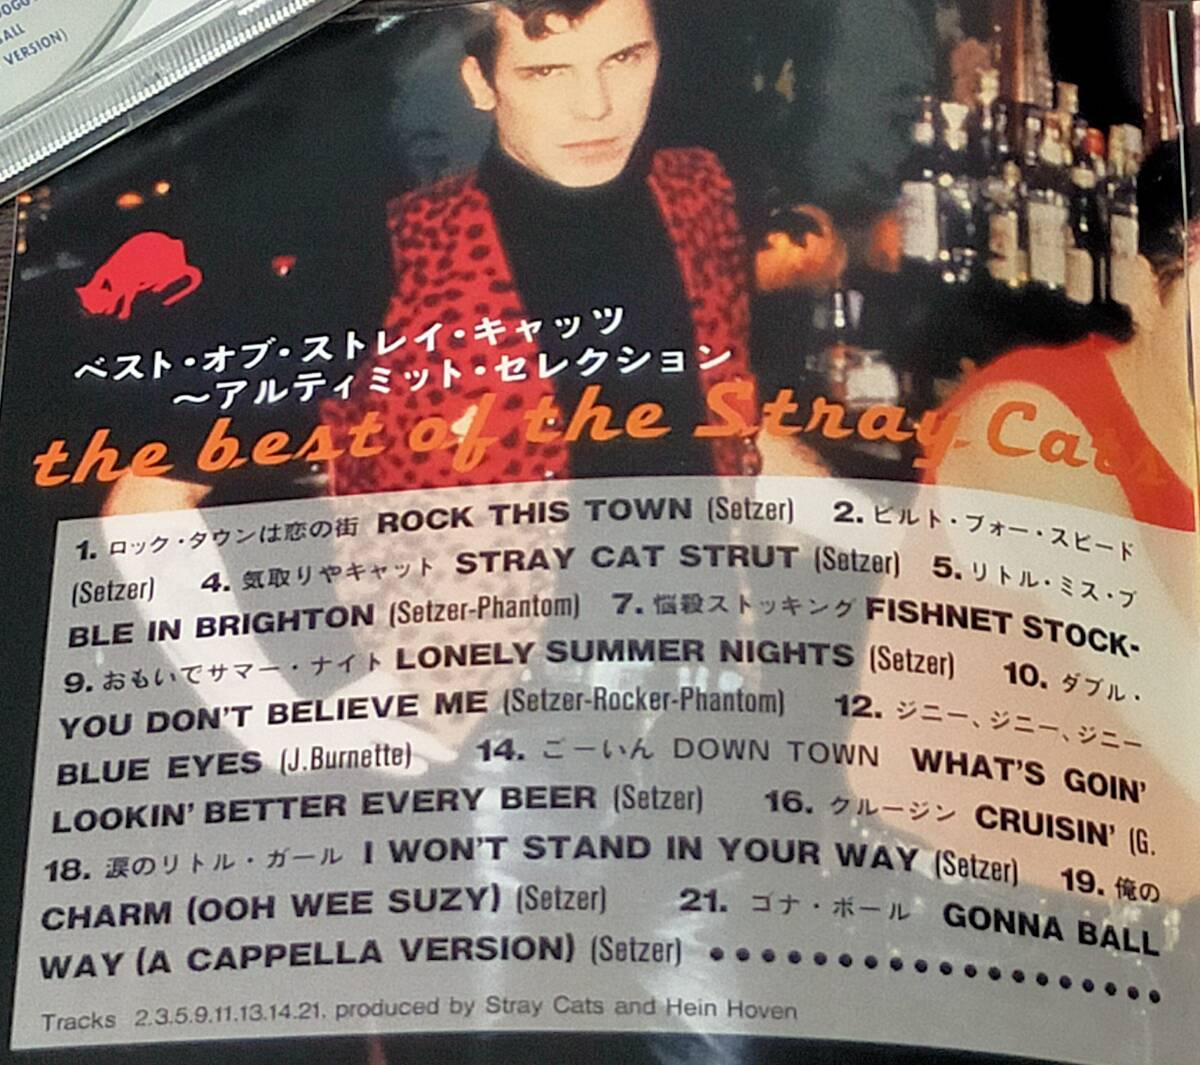 OGU
BALL
VERSION)
ベスト・オブ・ストレイ・キャッツ
〜アルティミット・セレクション
the best of the Stray Cats
1. ロック・タウンは恋の街 ROCK THIS TOWN (Setzer) 2. ビルト・フォー・スピード
(Setzer) 4. 気取りやキャット STRAY CAT STRUT (Setzer) 5. リトル・ミス・プ
BLE IN BRIGHTON (Setzer-Phantom) 7. 悩殺ストッキング FISHNET STOCK-
9. おもいでサマー・ナイト LONELY SUMMER NIGHTS (Setzer) 10. ダブル・
YOU DON'T BELIEVE ME (Setzer-Rocker-Phantom) 12. ジニー、ジニー、ジニー
BLUE EYES (J.Burnette) 14. ごーいん DOWN TOWN WHAT'S GOIN'
LOOKIN' BETTER EVERY BEER (Setzer) 16. クルージン CRUISIN' (G.
18. 涙のリトル・ガール I WON'T STAND IN YOUR WAY (Setzer) 19. 俺の
CHARM (OOH WEE SUZY) (Setzer) 21. ゴナ・ボール GONNA BALL
WAY (A CAPPELLA VERSION) (Setzer)
Tracks 2.3.5.9.11.13.14.21. produced by Stray Cats and Hein Hoven